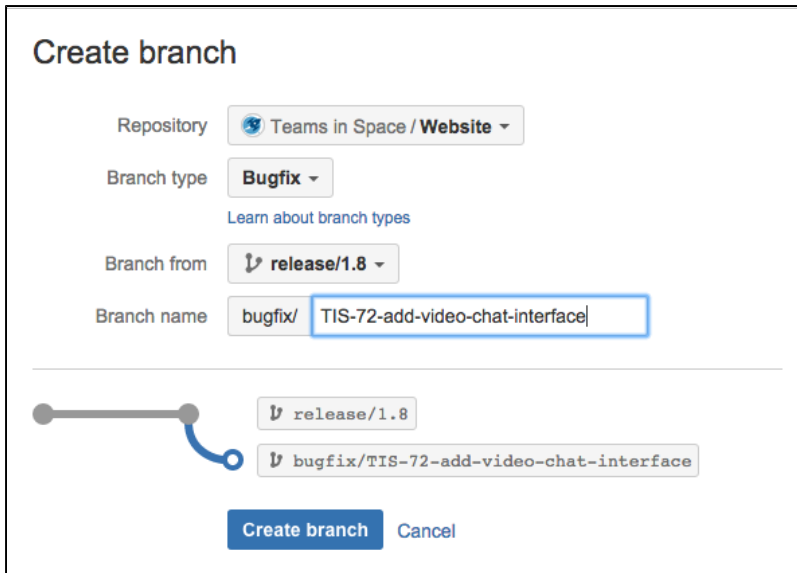 Create branch
Repository Teams in Space / Website
Branch type Bugfix
Learn about branch types
Branch from release/1.8
Branch name bugfix/ TIS-72-add-video-chat-interface
release/1.8
bugfix/TIS-72-add-video-chat-interface
Create branch Cancel